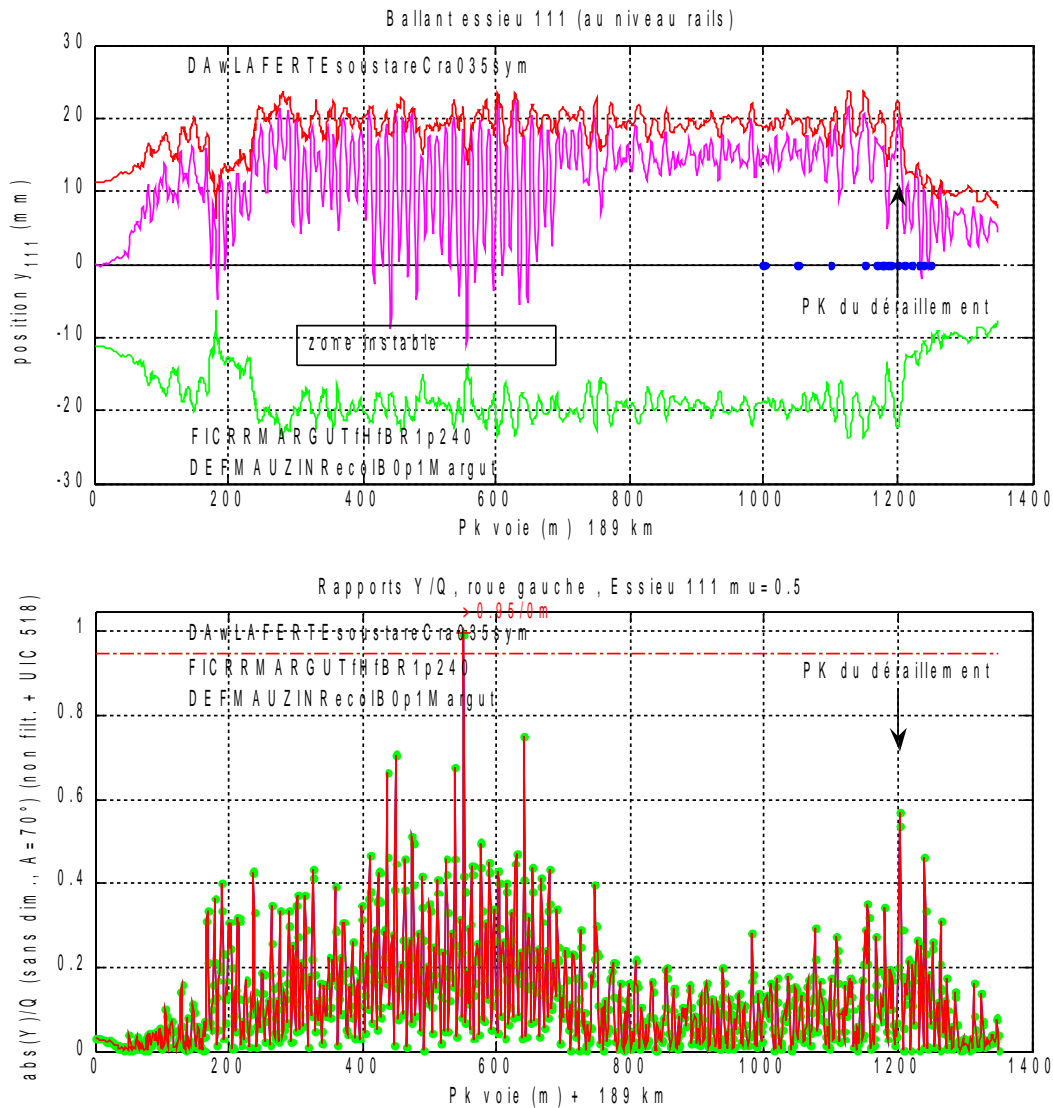 Ballant essieu 111 (au niveau rails)
30
DAwLAFERTEsoustareCra035sym
20
10
0
-10
-20
-30
position y111 (mm)
PK du déraillement
zone instable
FICRRMARGUTfHfBR1p240
DEFMAUZINRecolBOp1Margut
0 200 400 600 800 1000 1200 1400
Pk voie (m) 189 km
Rapports Y/Q, roue gauche, Essieu 111 mu=0.5
> 0.95/0m
1
DAwLAFERTEsoustareCra035sym
FICRRMARGUTfHfBR1p240
PK du déraillement
DEFMAUZINRecolBOp1Margut
0.8
0.6
0.4
0.2
0
abs(Y)/Q (sans dim., A=70°) (non filt. + UIC 518)
0 200 400 600 800 1000 1200 1400
Pk voie (m) + 189 km